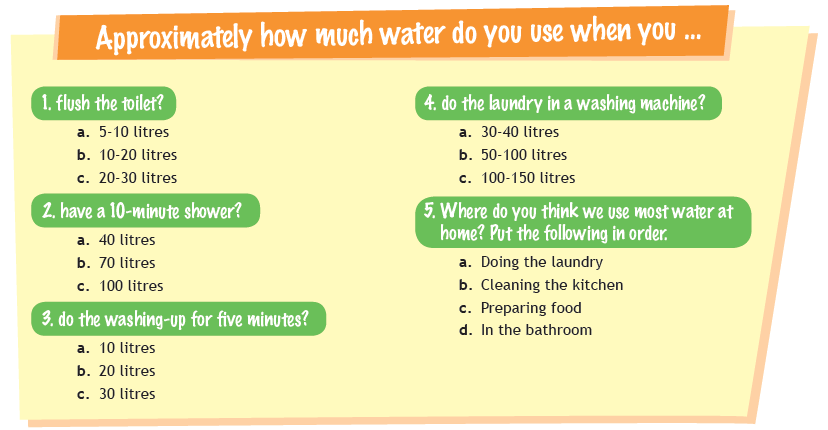 Approximately how much water do you use when you ...
1. flush the toilet?
a. 5-10 litres
b. 10-20 litres
c. 20-30 litres
2. have a 10-minute shower?
a. 40 litres
b. 70 litres
c. 100 litres
3. do the washing-up for five minutes?
a. 10 litres
b. 20 litres
c. 30 litres
4. do the laundry in a washing machine?
a. 30-40 litres
b. 50-100 litres
c. 100-150 litres
5. Where do you think we use most water at
home? Put the following in order.
a. Doing the laundry
b. Cleaning the kitchen
c. Preparing food
d. In the bathroom